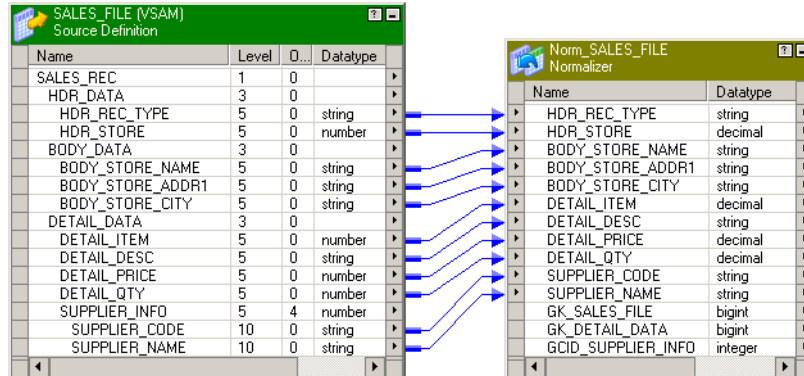 SALES_FILE (VSAM)
Source Definition
Name Level O... Datatype
SALES_REC 1 0
HDR_DATA 3 0
HDR_REC_TYPE 5 0 string
HDR_STORE 5 0 number
BODY_DATA 3 0
BODY_STORE_NAME 5 0 string
BODY_STORE_ADDR1 5 0 string
BODY_STORE_CITY 5 0 string
DETAIL_DATA 3 0
DETAIL_ITEM 5 0 number
DETAIL_DESC 5 0 string
DETAIL_PRICE 5 0 number
DETAIL_QTY 5 0 number
SUPPLIER_INFO 5 4 number
SUPPLIER_CODE 10 0 string
SUPPLIER_NAME 10 0 string
Norm_SALES_FILE
Normalizer
Name Datatype
HDR_REC_TYPE string
HDR_STORE decimal
BODY_STORE_NAME string
BODY_STORE_ADDR1 string
BODY_STORE_CITY string
DETAIL_ITEM decimal
DETAIL_DESC string
DETAIL_PRICE decimal
DETAIL_QTY decimal
SUPPLIER_CODE string
SUPPLIER_NAME string
GK_SALES_FILE bigint
GK_DETAIL_DATA bigint
GCID_SUPPLIER_INFO integer